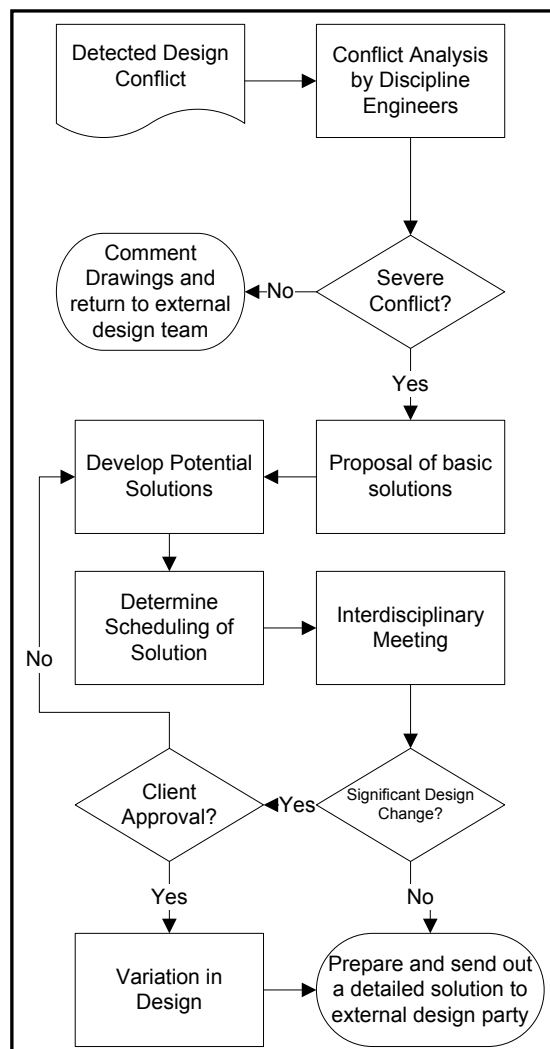 Detected Design
Conflict
Conflict Analysis
by Discipline
Engineers
Comment
Drawings and
return to external
design team
No
Severe
Conflict?
Yes
Develop Potential
Solutions
Proposal of basic
solutions
Determine
Scheduling of
Solution
Interdisciplinary
Meeting
No
Client
Approval?
Yes
Significant Design
Change?
Yes
No
Variation in
Design
Prepare and send out
a detailed solution to
external design party